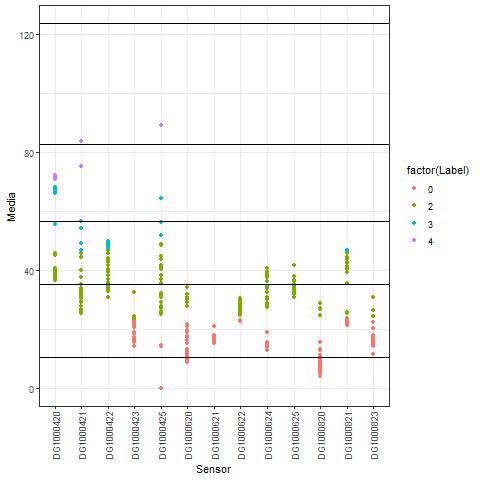 120
80
40
0
Media
DG1000420
DG1000421
DG1000422
DG1000423
DG1000425
DG1000620
DG1000621
DG1000622
DG1000624
DG1000625
DG1000820
DG1000821
DG1000823
Sensor
factor(Label)
0
2
3
4